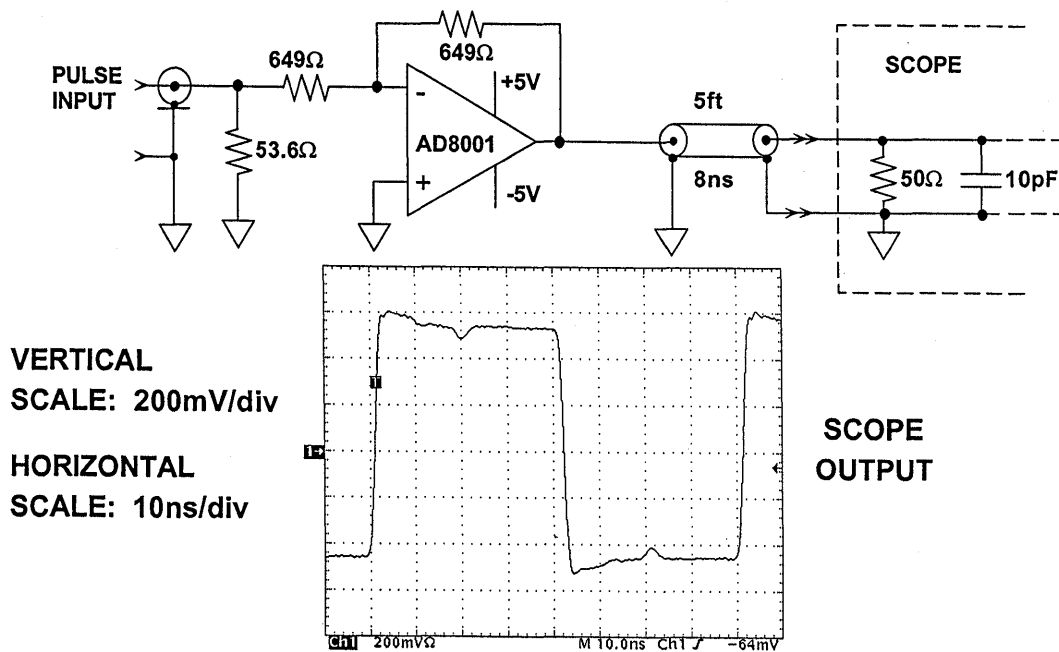 PULSE
INPUT
649Ω
649Ω
53.6Ω
-
+
+5V
AD8001
-5V
5ft
8ns
SCOPE
50Ω
10pF
VERTICAL
SCALE: 200mV/div
HORIZONTAL
SCALE: 10ns/div
T
1
SCOPE
OUTPUT
Ch1 200mVΩ M 10.0ns Ch1 -64mV